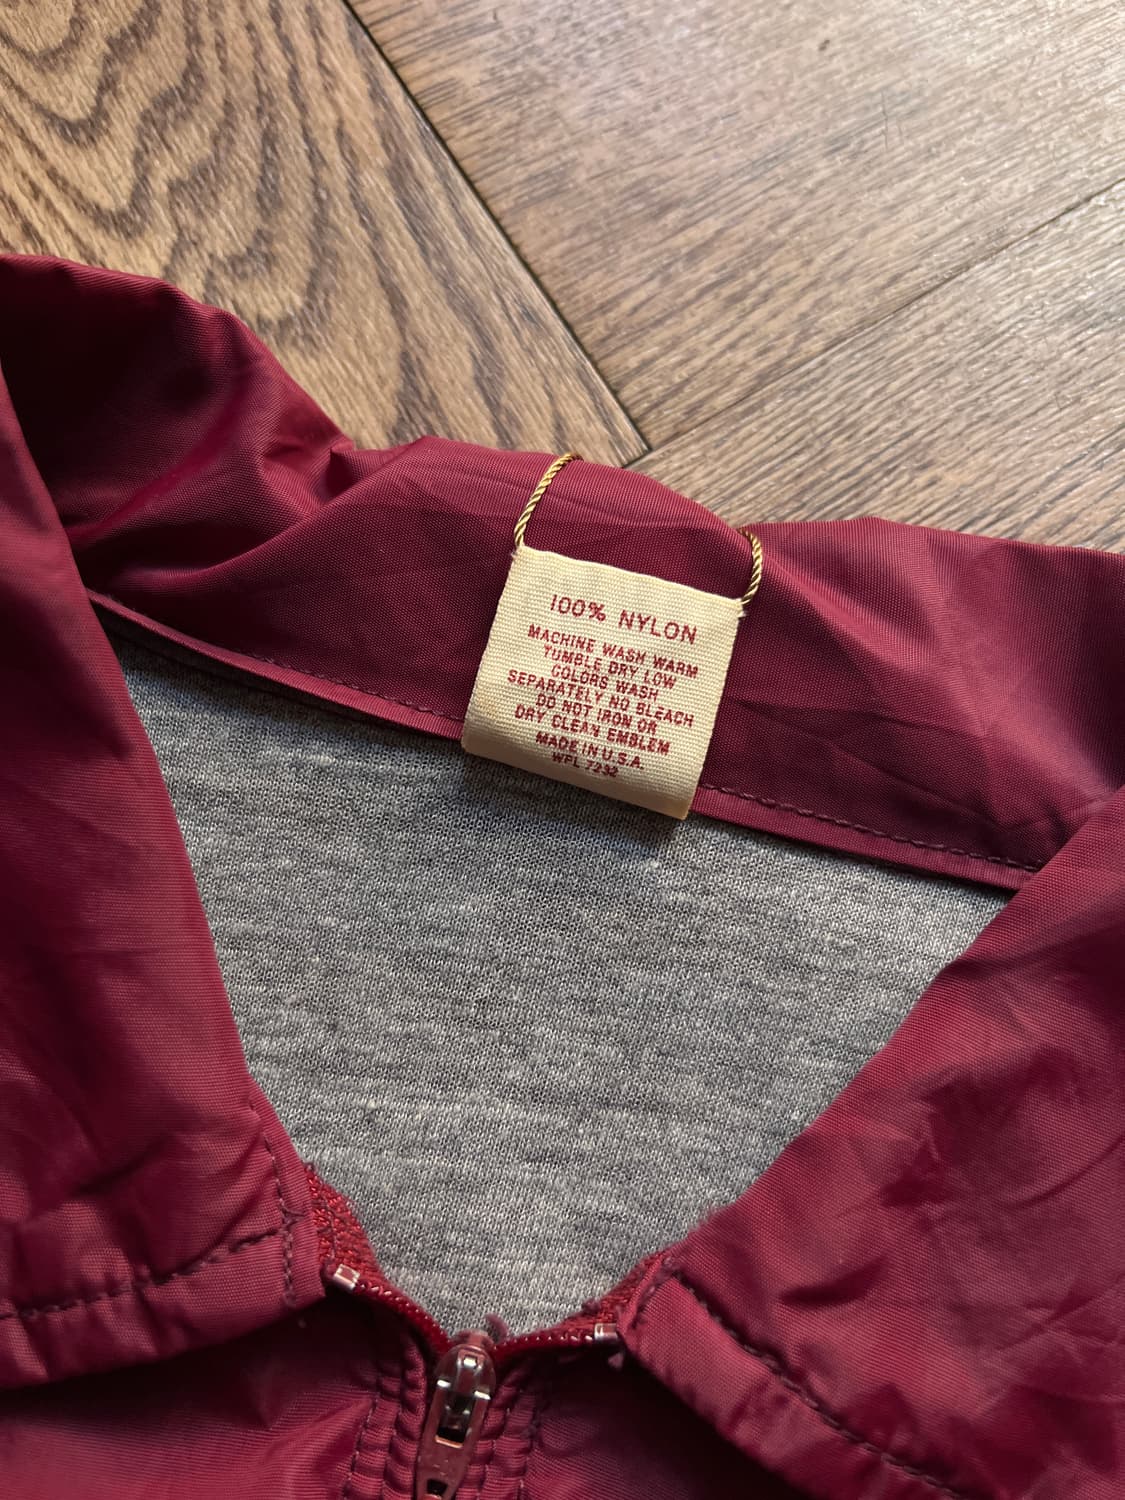 100% NYLON
MACHINE WASH WARM
TUMBLE DRY LOW
COLORS WASH
SEPARATELY NO BLEACH
DO NOT IRON OR
DRY CLEAN EMBLEM
MADE IN U.S.A.
WPL 7232